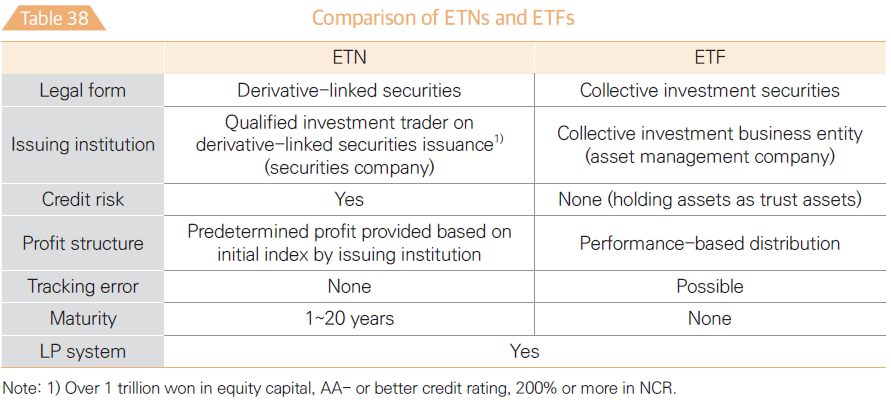 Table 38
Comparison of ETNs and ETFs
ETN ETF
Legal form Derivative-linked securities Collective investment securities
Issuing institution Qualified investment trader on
derivative-linked securities issuance1)
(securities company) Collective investment business entity
(asset management company)
Credit risk Yes None (holding assets as trust assets)
Profit structure Predetermined profit provided based on
initial index by issuing institution Performance-based distribution
Tracking error None Possible
Maturity 1~20 years None
LP system Yes
Note: 1) Over 1 trillion won in equity capital, AA- or better credit rating, 200% or more in NCR.